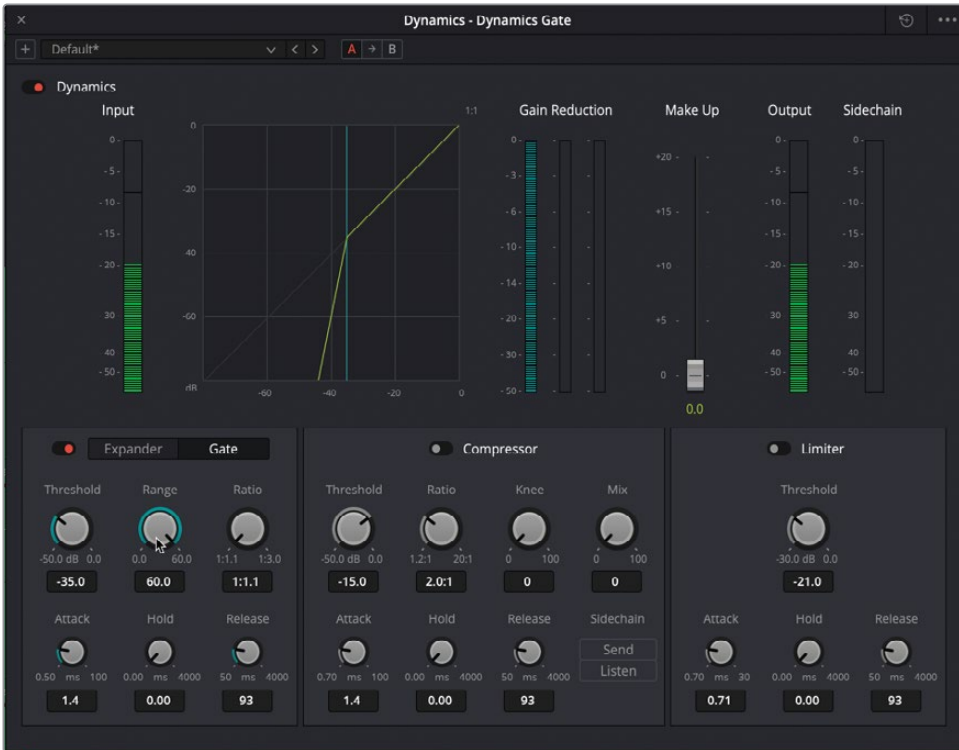 × Dynamics - Dynamics Gate •••
+ Default* < > A → B
Dynamics
Input 1:1 Gain Reduction Make Up Output Sidechain
0 -5 -10 -15 -20 30 40 -50
0 -20 40 -60 dB
-60 -40 -20 0
0 -3 -6 -10 -14 -20 -30 -50
+20 +15 +10 +5 0
0.0
0 -5 -10 -15 -20 30 40 -50
0 -5 -10 -15 -20 30 40 -50
Expander Gate Compressor Limiter
Threshold Range Ratio Threshold Ratio Knee Mix Threshold
-50.0 dB 0.0 0.0 60.0 1:1.1 1:3.0 -50.0 dB 0.0 1.2:1 20:1 0 100 0 100 -30.0 dB 0.0
-35.0 60.0 1:1.1 -15.0 2.0:1 0 0 -21.0
Attack Hold Release Attack Hold Release Sidechain Attack Hold Release
Send
0.50 ms 100 0.00 ms 4000 50 ms 4000 0.70 ms 100 0.00 ms 4000 50 ms 4000 Listen 0.70 ms 30 0.00 ms 4000 50 ms 4000
1.4 0.00 93 1.4 0.00 93 0.71 0.00 93